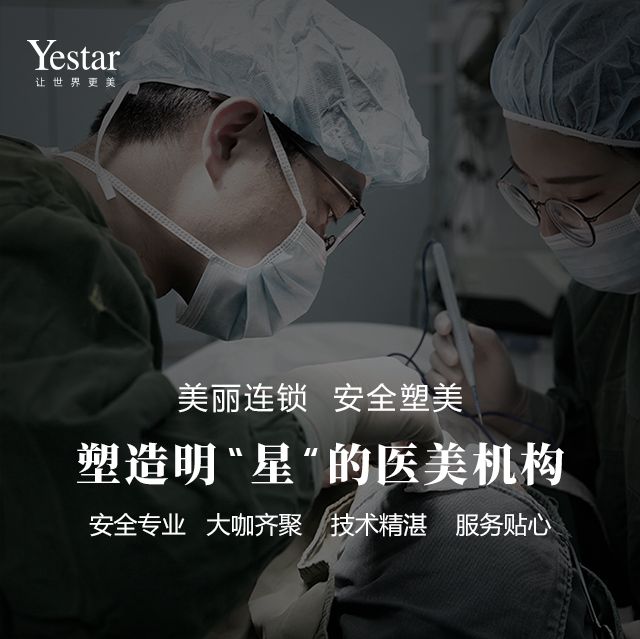 Yestar
让世界更美
美丽连锁 安全塑美
塑造明“星“的医美机构
安全专业 大咖齐聚 技术精湛 服务贴心